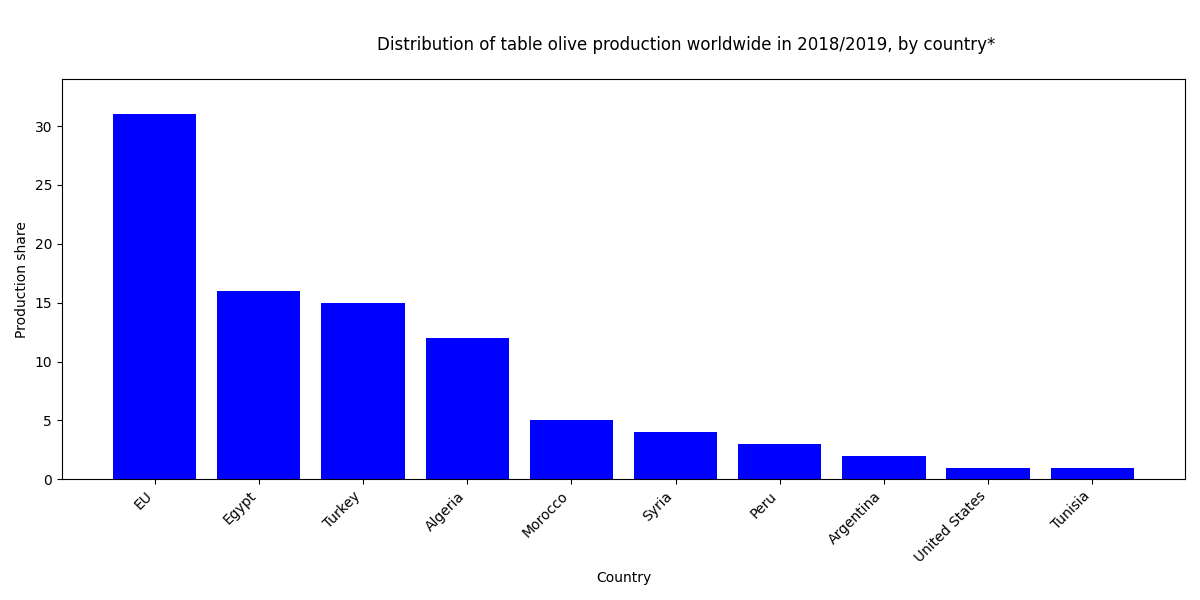 Distribution of table olive production worldwide in 2018/2019, by country*
Production share
30
25
20
15
10
5
0
EU
Egypt
Turkey
Algeria
Morocco
Syria
Peru
Argentina
United States
Tunisia
Country